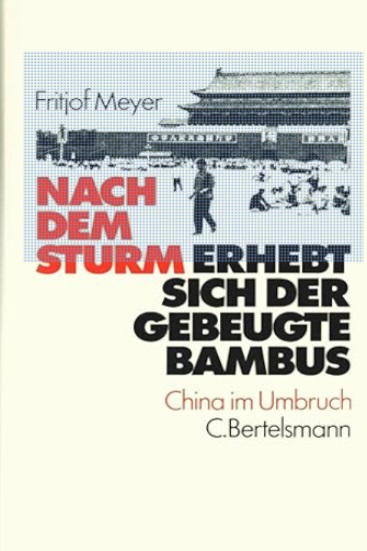 Fritjof Meyer
NACH
DEM
STURM ERHEBT
SICH DER
GEBEUGTE
BAMBUS
China im Umbruch
C.Bertelsmann